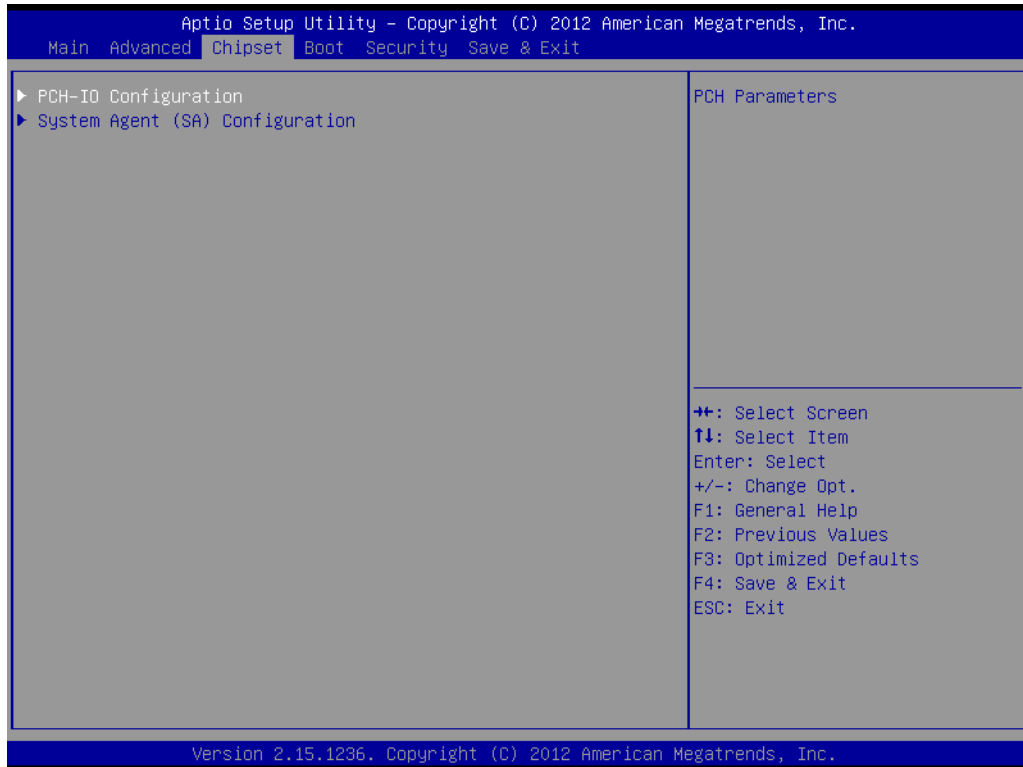 Aptio Setup Utility – Copyright (C) 2012 American Megatrends, Inc.
Main Advanced Chipset Boot Security Save & Exit
▶ PCH-IO Configuration
▶ System Agent (SA) Configuration
PCH Parameters
→←: Select Screen
↑↓: Select Item
Enter: Select
+/-: Change Opt.
F1: General Help
F2: Previous Values
F3: Optimized Defaults
F4: Save & Exit
ESC: Exit
Version 2.15.1236. Copyright (C) 2012 American Megatrends, Inc.